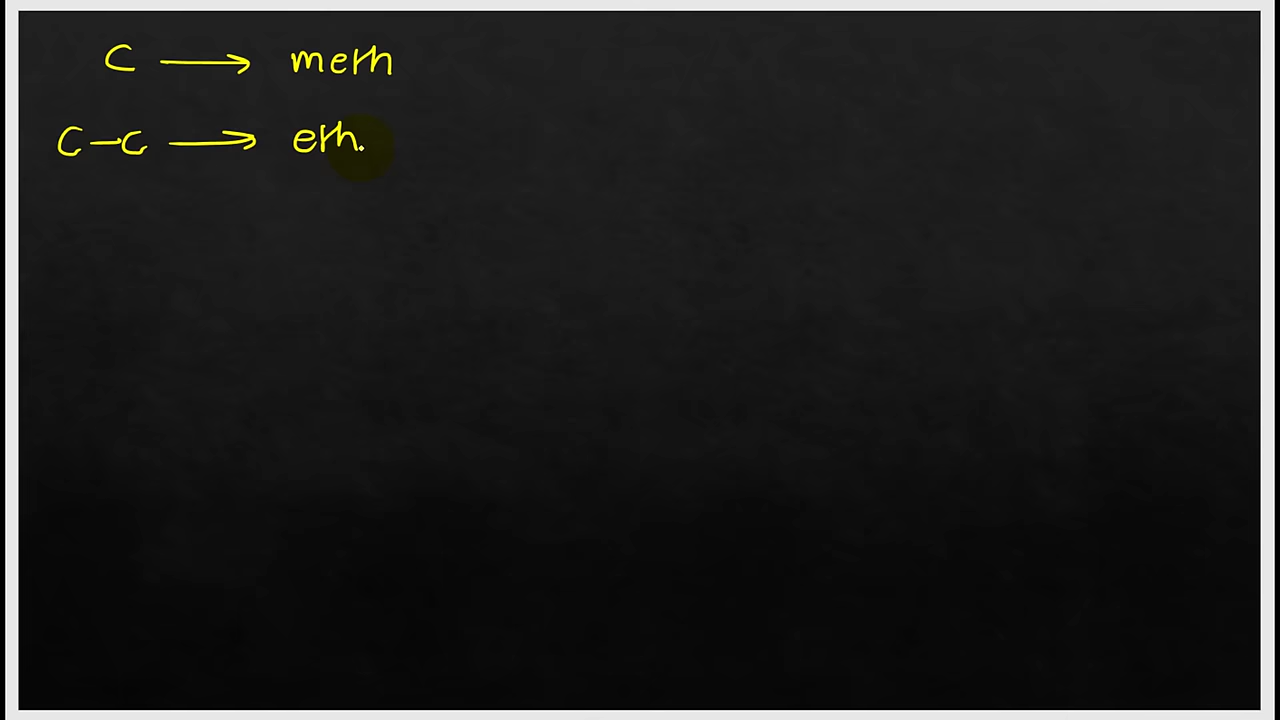 C ⟶ meth
C-C ⟶ eth.